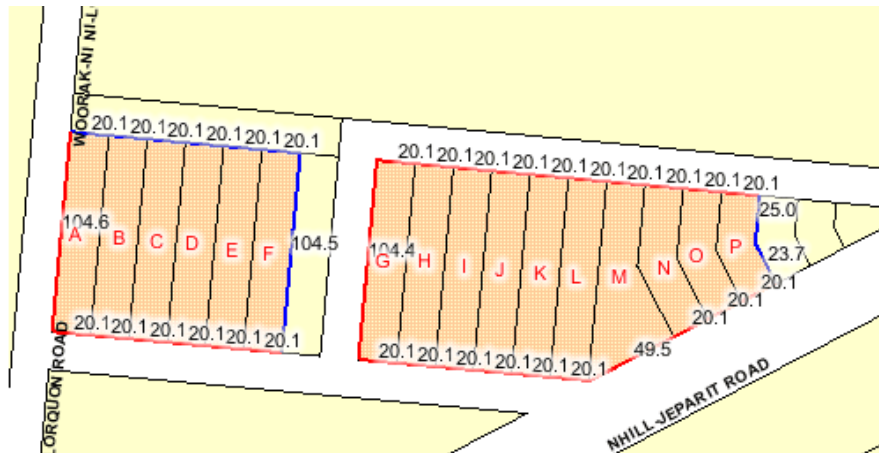 WOORAK-NI NI-L
20.1 20.1 20.1 20.1 20.1 20.1
20.1 20.1 20.1 20.1 20.1 20.1 20.1 20.1 20.1 20.1
25.0
104.6
104.5
104.4
23.7
A B C D E F
G H I J K L M N O P
20.1
20.1
20.1
20.1 20.1 20.1 20.1 20.1 20.1
20.1 20.1 20.1 20.1 20.1 20.1
49.5
LORQUON ROAD
NHILL-JEPARIT ROAD